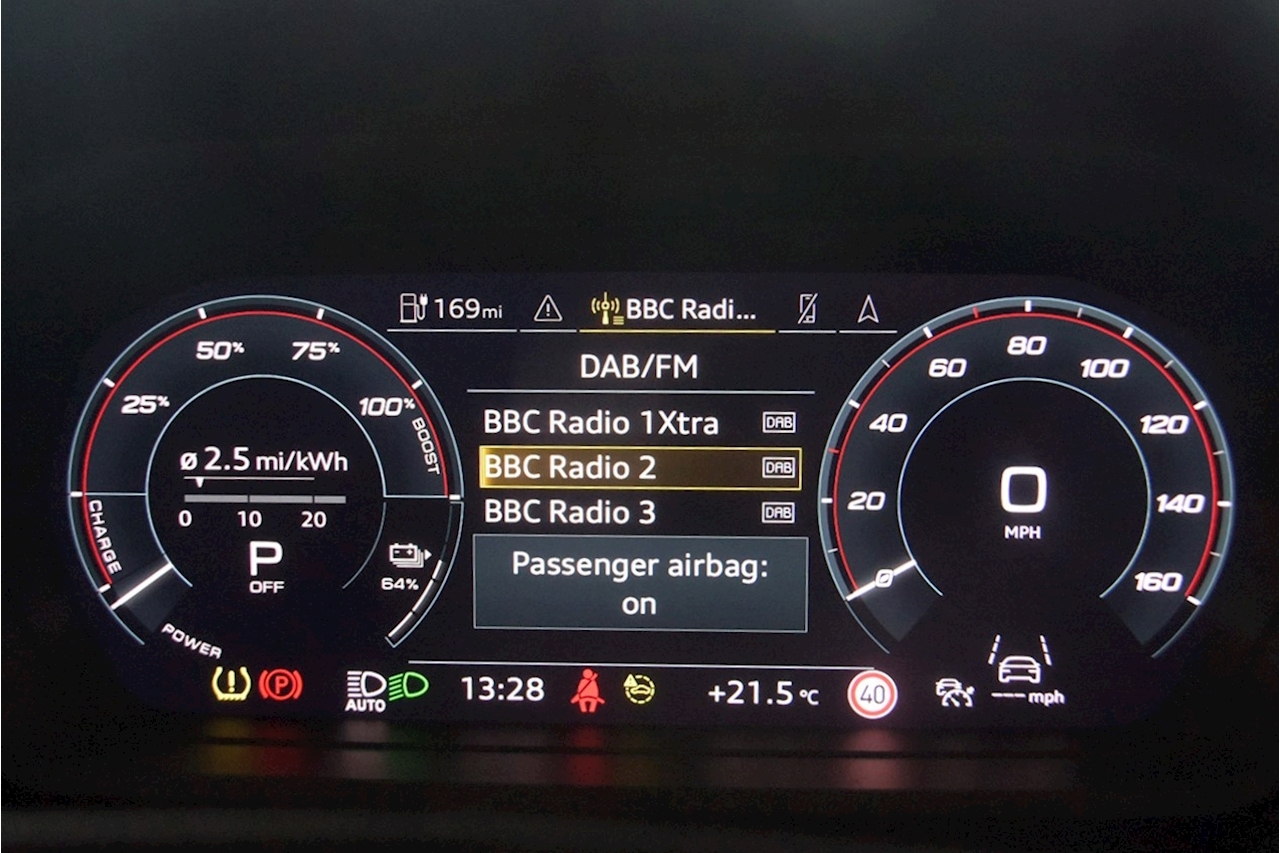 169 mi
BBC Radi...
DAB/FM
BBC Radio 1Xtra DAB
BBC Radio 2 DAB
BBC Radio 3 DAB
Passenger airbag:
on
CHARGE
25%
50%
75%
100%
BOOST
ø 2.5 mi/kWh
0 10 20
P
OFF
64%
POWER
0
20
40
60
80
100
120
140
160
0
MPH
P
AUTO
13:28
+21.5 °C
40
--- mph